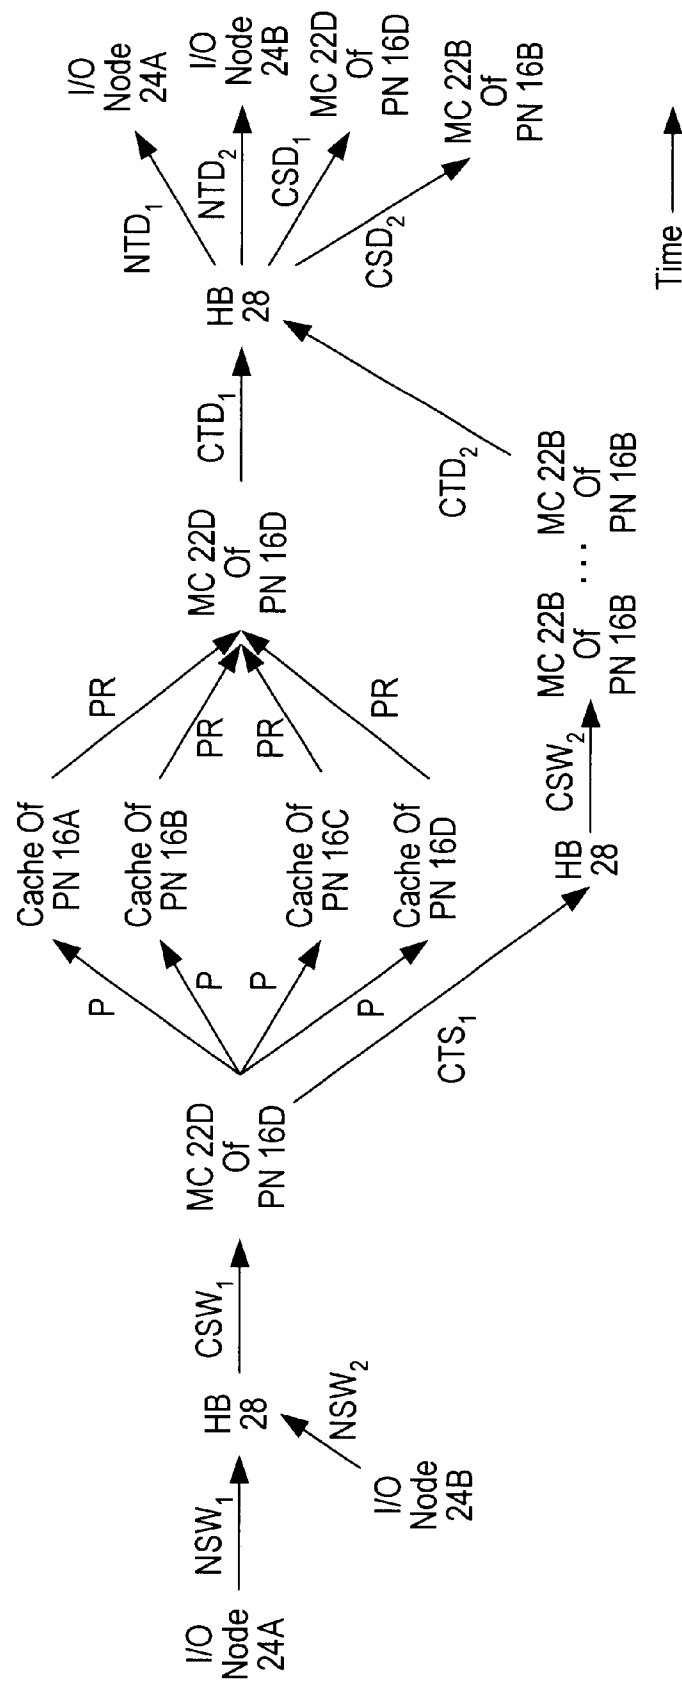 I/O
Node
24A
NSW1
I/O
Node
24B
NSW2
HB
28
CSW1
MC 22D
Of
PN 16D
P
P
P
P
CTS1
Cache Of
PN 16A
Cache Of
PN 16B
Cache Of
PN 16C
Cache Of
PN 16D
HB
28
PR
PR
PR
PR
CSW2
MC 22D
Of
PN 16D
MC 22B
Of
PN 16B
...
MC 22B
Of
PN 16B
CTD1
CTD2
HB
28
NTD1
NTD2
CSD1
CSD2
I/O
Node
24A
I/O
Node
24B
MC 22D
Of
PN 16D
MC 22B
Of
PN 16B
Time